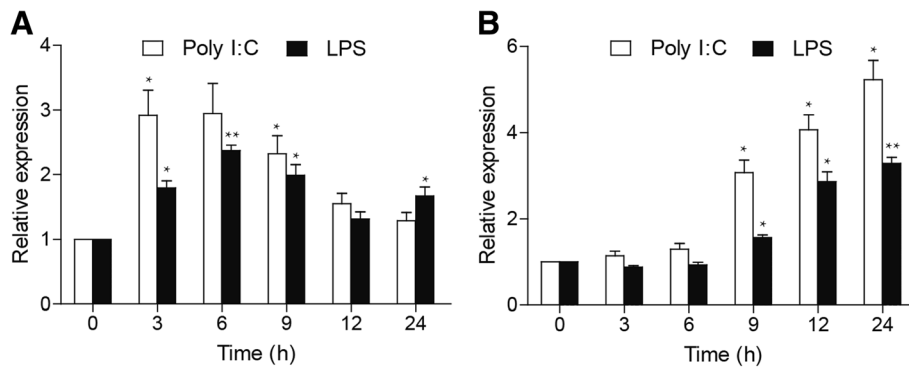 A
Poly I:C LPS
Relative expression
4
3
2
1
0
* * ** * * *
0 3 6 9 12 24
Time (h)
B
Poly I:C LPS
Relative expression
6
4
2
0
* * * * * **
0 3 6 9 12 24
Time (h)